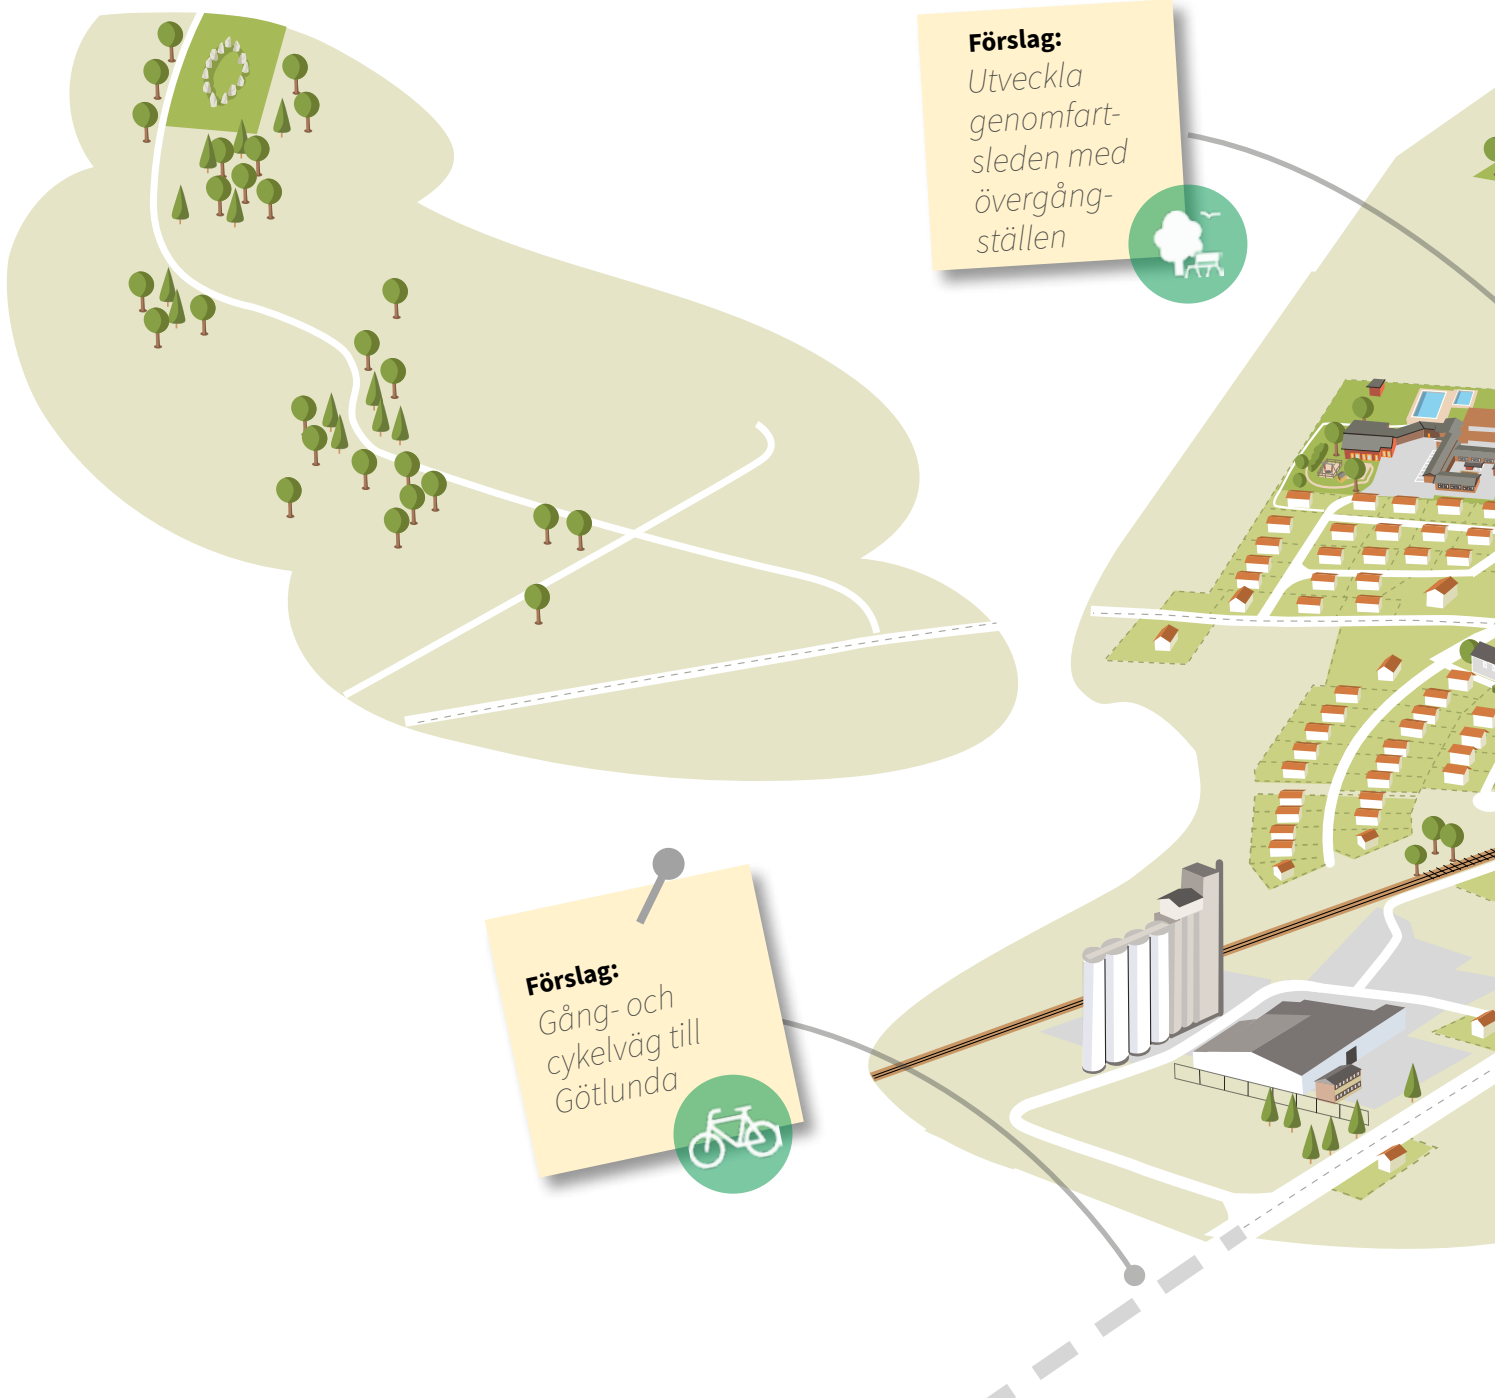 Förslag:
Utveckla
genomfart-
sleden med
övergång-
ställen
Förslag:
Gång- och
cykelväg till
Götlunda